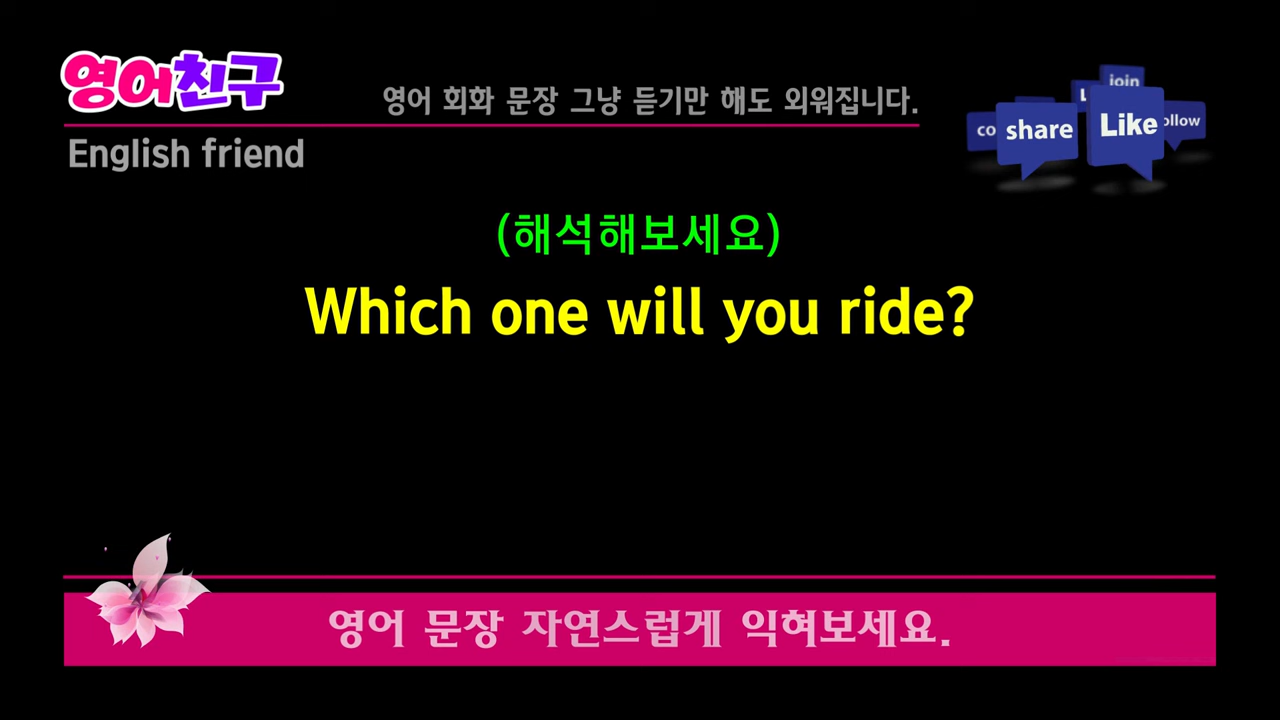 영어친구
영어 회화 문장 그냥 듣기만 해도 외워집니다.
English friend
join
share
Like
(해석해보세요)
Which one will you ride?
영어 문장 자연스럽게 익혀보세요.